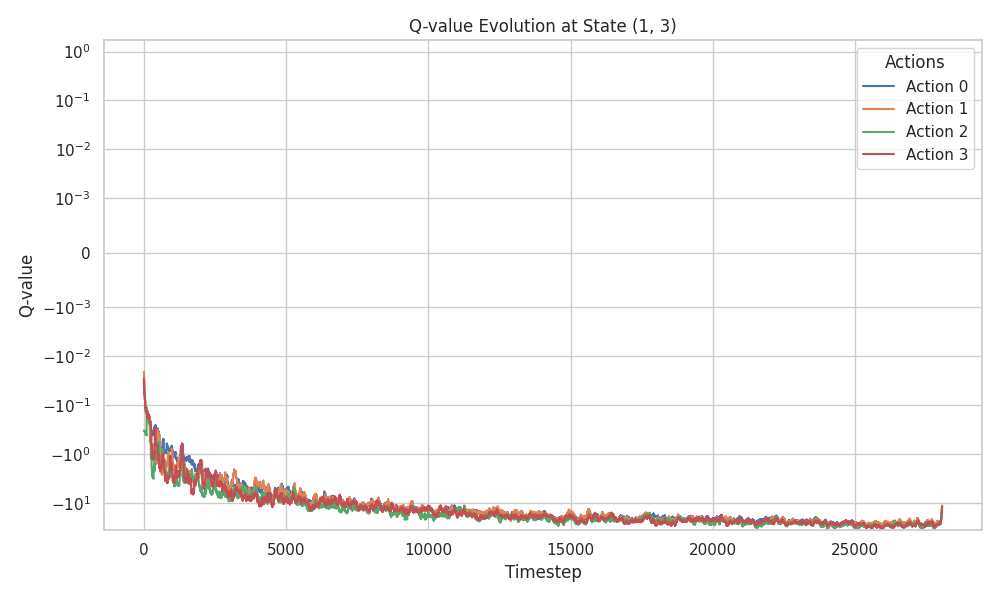 Q-value Evolution at State (1, 3)
10⁰
10⁻¹
10⁻²
10⁻³
0
−10⁻³
−10⁻²
−10⁻¹
−10⁰
−10¹
Q-value
Actions
Action 0
Action 1
Action 2
Action 3
0 5000 10000 15000 20000 25000
Timestep